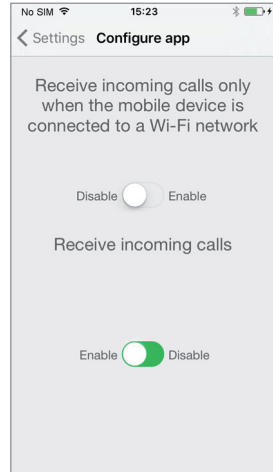 No SIM 15:23
Settings Configure app
Receive incoming calls only
when the mobile device is
connected to a Wi-Fi network
Disable Enable
Receive incoming calls
Enable Disable